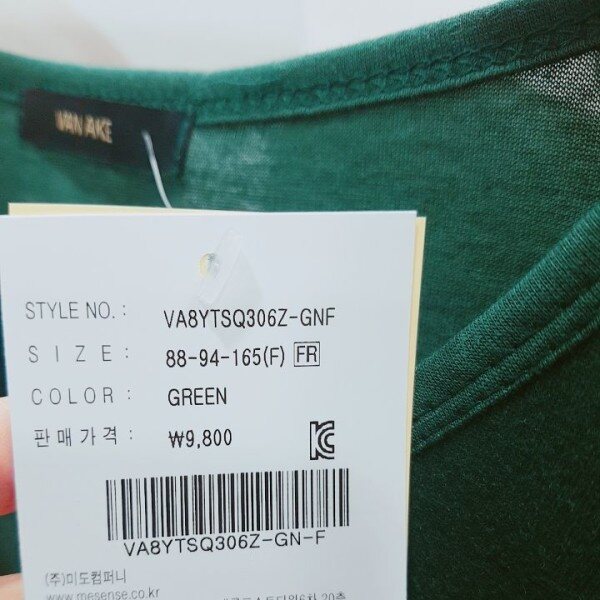 VAN AKE
STYLE NO. : VA8YTSQ306Z-GNF
SIZE : 88-94-165(F) FR
COLOR : GREEN
판매가격 : ₩9,800
VA8YTSQ306Z-GN-F
(주)미도컴퍼니
www.mesense.co.kr